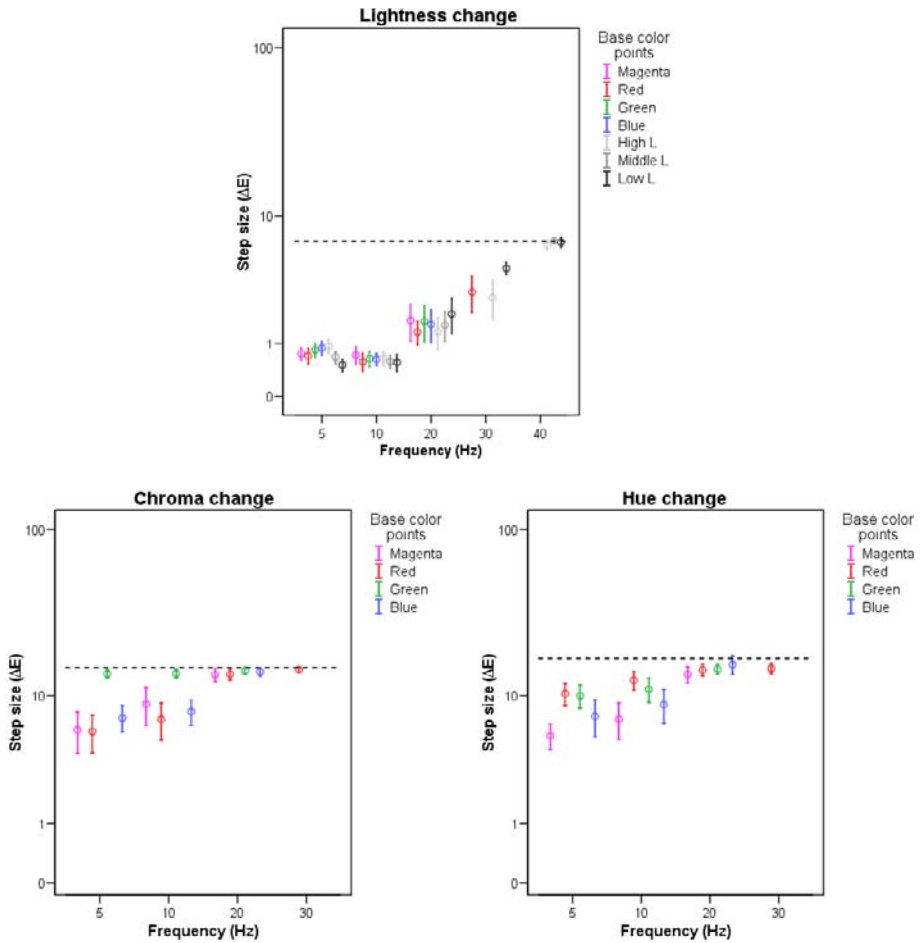 Lightness change
Step size (ΔE)
100
10
1
0
5 10 20 30 40
Frequency (Hz)
Base color
points
Magenta
Red
Green
Blue
High L
Middle L
Low L
Chroma change
Step size (ΔE)
100
10
1
0
5 10 20 30
Frequency (Hz)
Base color
points
Magenta
Red
Green
Blue
Hue change
Step size (ΔE)
100
10
1
0
5 10 20 30
Frequency (Hz)
Base color
points
Magenta
Red
Green
Blue